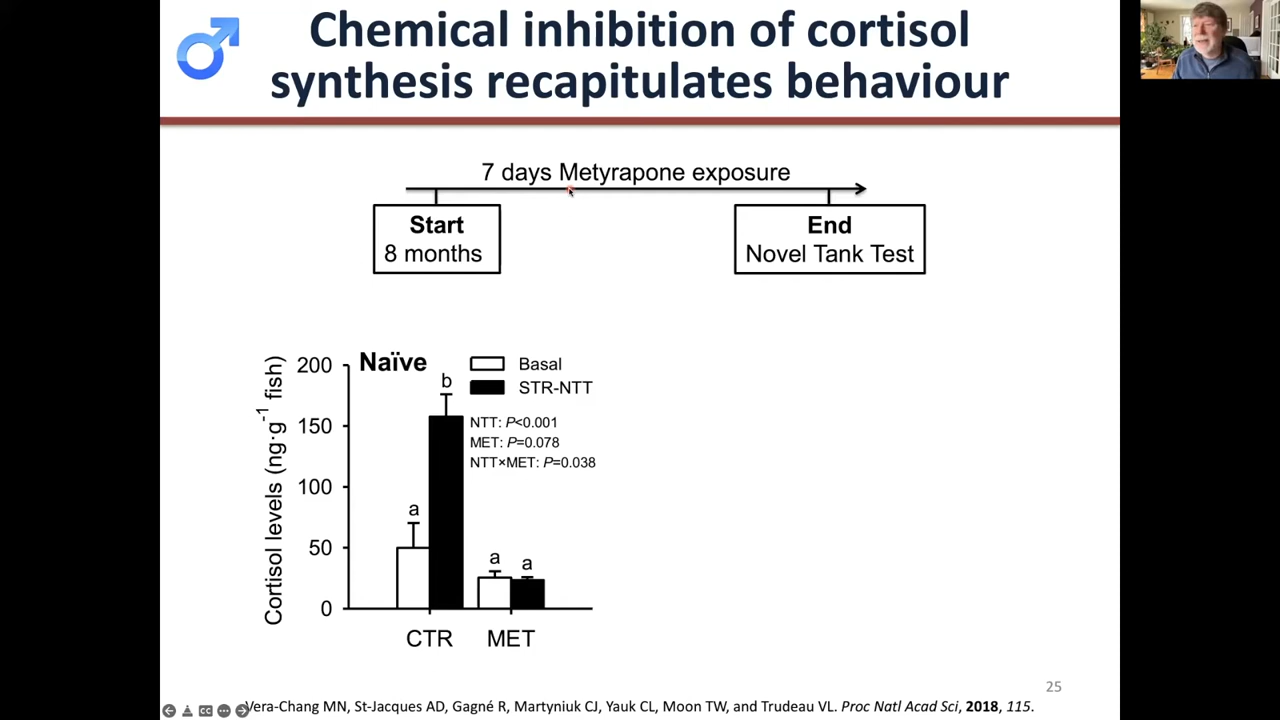 Chemical inhibition of cortisol
synthesis recapitulates behaviour
7 days Metyrapone exposure
Start
8 months
End
Novel Tank Test
Cortisol levels (ng·g⁻¹ fish)
200
150
100
50
0
Naïve
Basal
STR-NTT
NTT: P<0.001
MET: P=0.078
NTT×MET: P=0.038
a
b
a
a
CTR
MET
25
CC
Vera-Chang MN, St-Jacques AD, Gagné R, Martyniuk CJ, Yauk CL, Moon TW, and Trudeau VL. Proc Natl Acad Sci, 2018, 115.